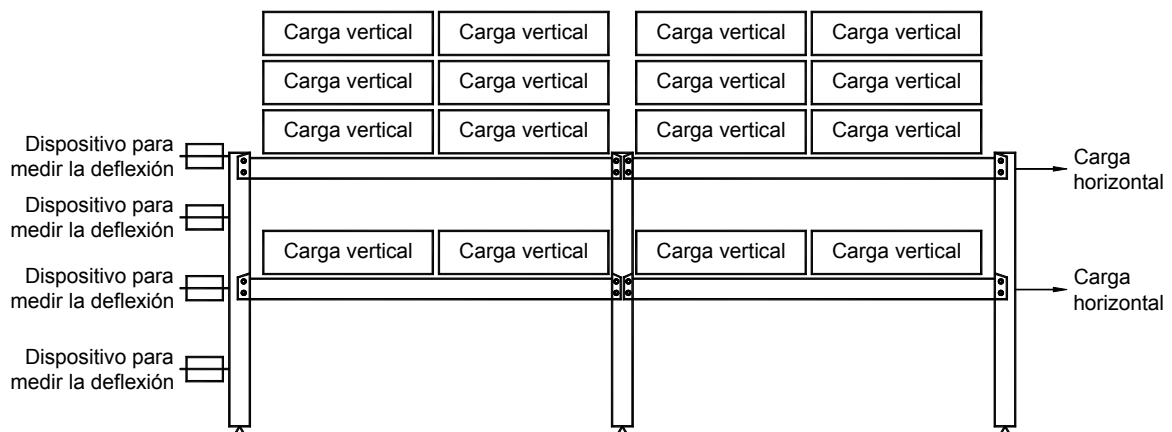 Carga vertical Carga vertical Carga vertical Carga vertical
Carga vertical Carga vertical Carga vertical Carga vertical
Carga vertical Carga vertical Carga vertical Carga vertical
Dispositivo para
medir la deflexión
Carga
horizontal
Dispositivo para
medir la deflexión
Carga vertical Carga vertical Carga vertical Carga vertical
Dispositivo para
medir la deflexión
Carga
horizontal
Dispositivo para
medir la deflexión